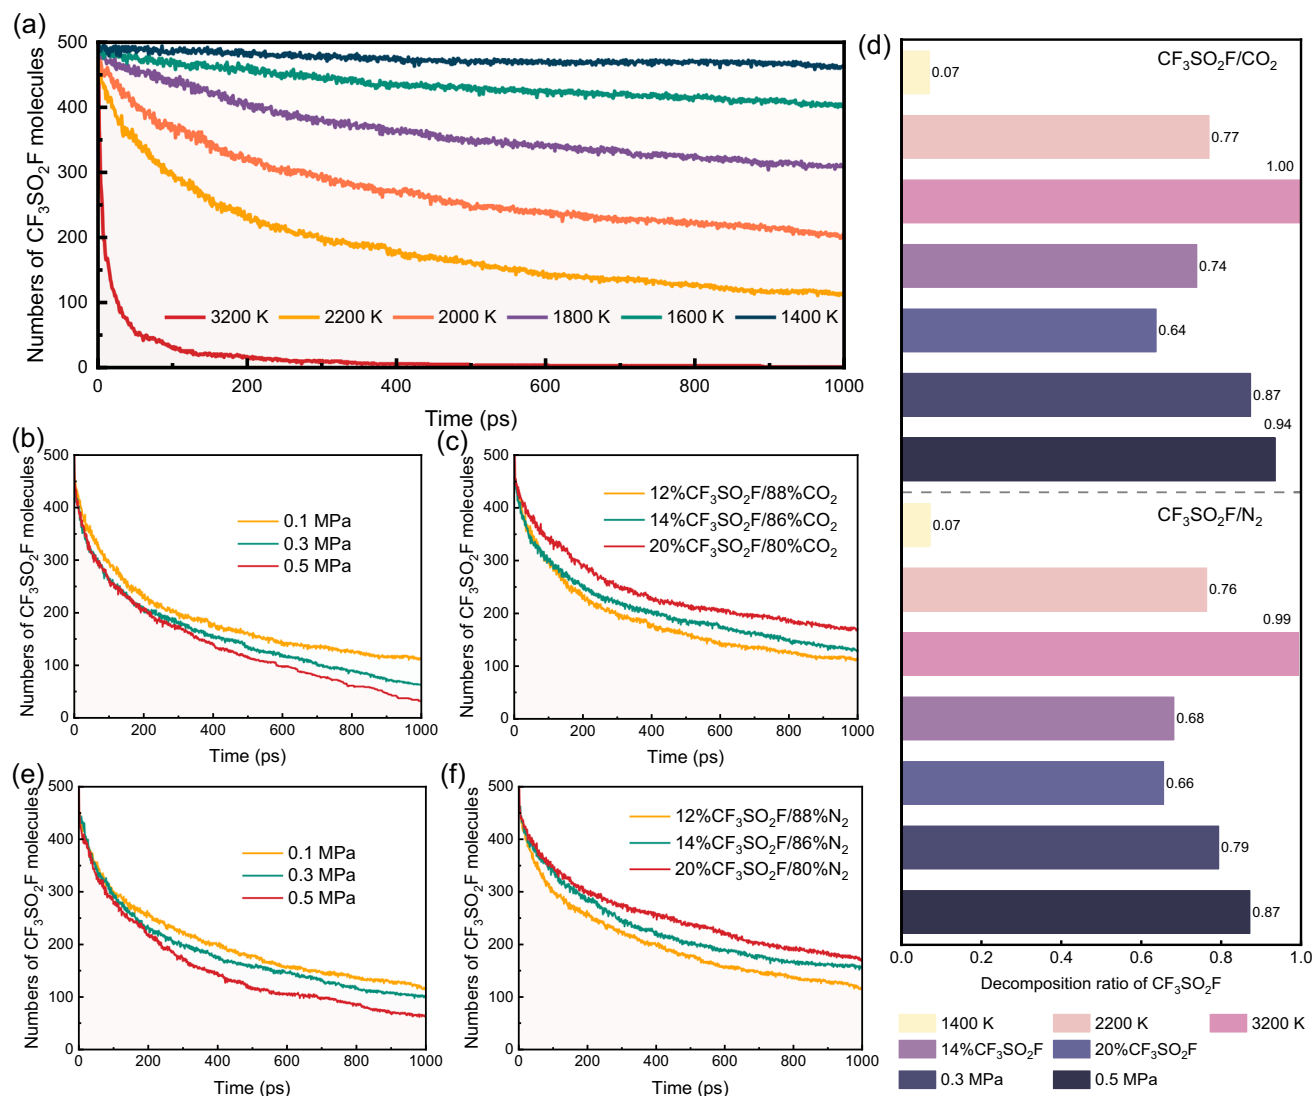 (a)
Numbers of CF₃SO₂F molecules
500
400
300
200
100
0
3200 K
2200 K
2000 K
1800 K
1600 K
1400 K
0
200
400
600
800
1000
Time (ps)
(b)
Numbers of CF₃SO₂F molecules
500
400
300
200
100
0
0.1 MPa
0.3 MPa
0.5 MPa
0
200
400
600
800
1000
Time (ps)
(c)
Numbers of CF₃SO₂F molecules
500
400
300
200
100
0
12%CF₃SO₂F/88%CO₂
14%CF₃SO₂F/86%CO₂
20%CF₃SO₂F/80%CO₂
0
200
400
600
800
1000
Time (ps)
(d)
CF₃SO₂F/CO₂
0.07
0.77
1.00
0.74
0.64
0.87
0.94
CF₃SO₂F/N₂
0.07
0.76
0.99
0.68
0.66
0.79
0.87
0.0
0.2
0.4
0.6
0.8
1.0
Decomposition ratio of CF₃SO₂F
1400 K
2200 K
3200 K
14%CF₃SO₂F
20%CF₃SO₂F
0.3 MPa
0.5 MPa
(e)
Numbers of CF₃SO₂F molecules
500
400
300
200
100
0
0.1 MPa
0.3 MPa
0.5 MPa
0
200
400
600
800
1000
Time (ps)
(f)
Numbers of CF₃SO₂F molecules
500
400
300
200
100
0
12%CF₃SO₂F/88%N₂
14%CF₃SO₂F/86%N₂
20%CF₃SO₂F/80%N₂
0
200
400
600
800
1000
Time (ps)